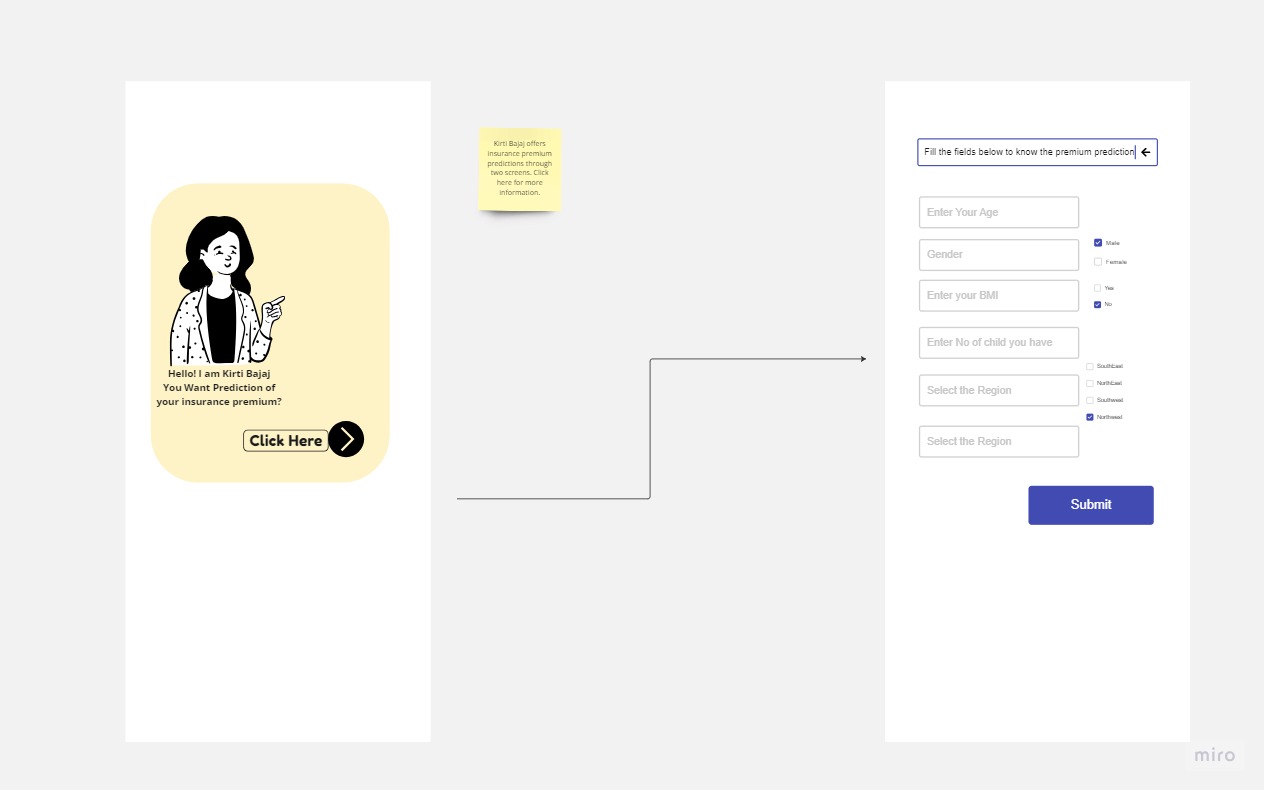 Hello! I am Kirti Bajaj
You Want Prediction of
your insurance premium?
Click Here
Kirti Bajaj offers
insurance premium
predictions through
two screens. Click
here for more
information.
Fill the fields below to know the premium prediction
Enter Your Age
Gender
Male
Female
Enter your BMI
Yes
No
Enter No of child you have
Select the Region
SouthEast
NorthEast
Southwest
Northwest
Select the Region
Submit
miro